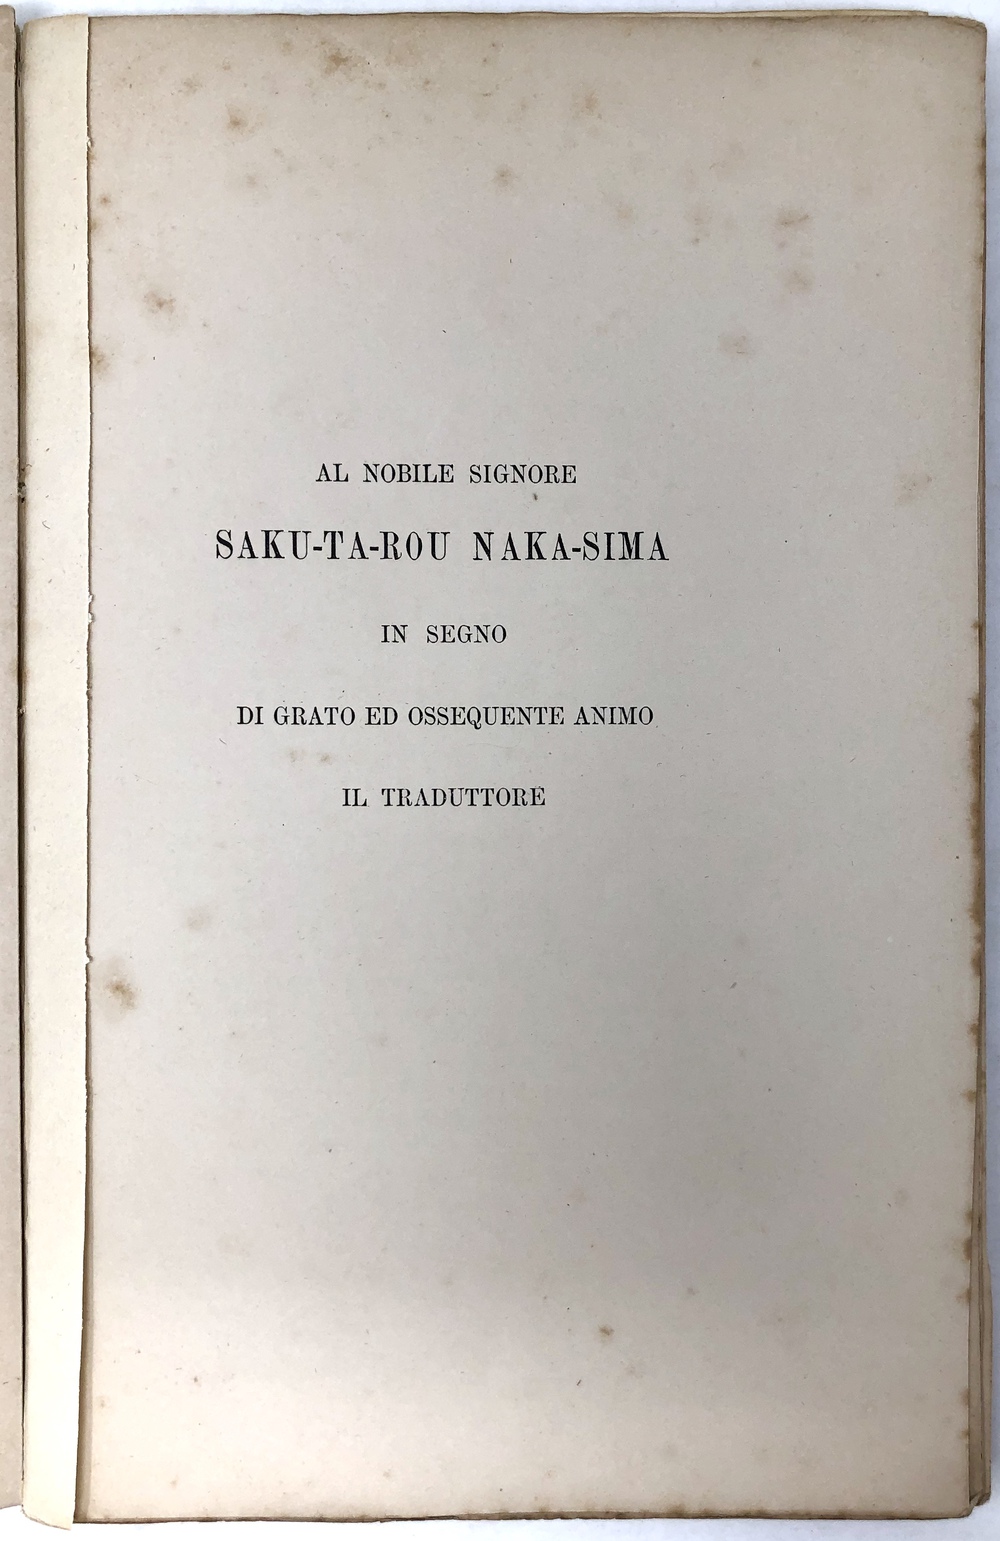 AL NOBILE SIGNORE
SAKU-TA-ROU NAKA-SIMA
IN SEGNO
DI GRATO ED OSSEQUENTE ANIMO
IL TRADUTTORE